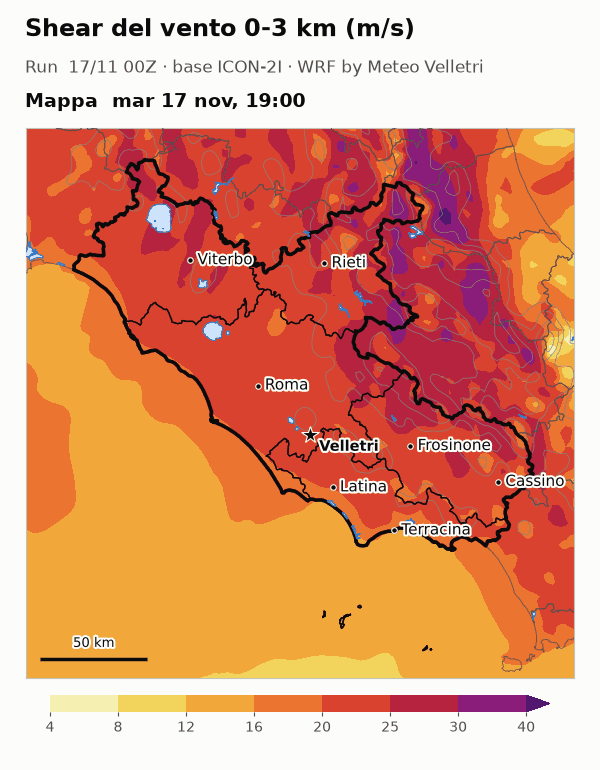 Shear del vento 0-3 km (m/s)
Run 17/11 00Z · base ICON-2I · WRF by Meteo Velletri
Mappa mar 17 nov, 19:00
Viterbo
Rieti
Roma
Velletri
Frosinone
Cassino
Latina
Terracina
50 km
4 8 12 16 20 25 30 40